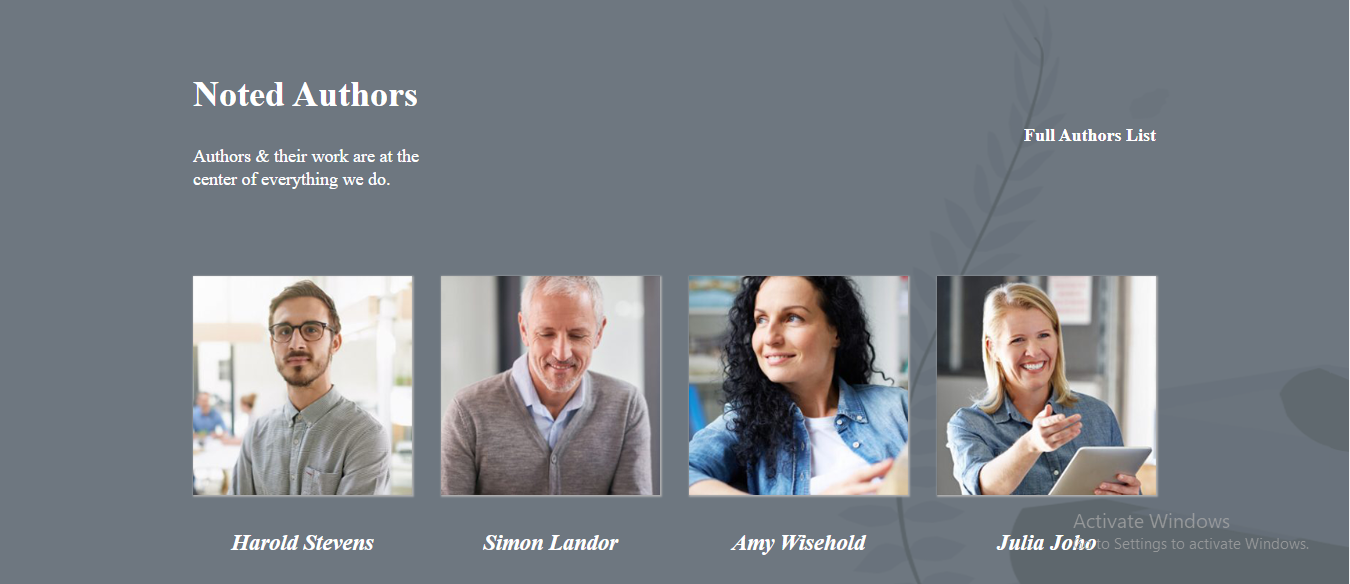 Noted Authors
Authors & their work are at the
center of everything we do.
Full Authors List
Harold Stevens
Simon Landor
Amy Wisehold
Julia Joho
Activate Windows
to Settings to activate Windows.